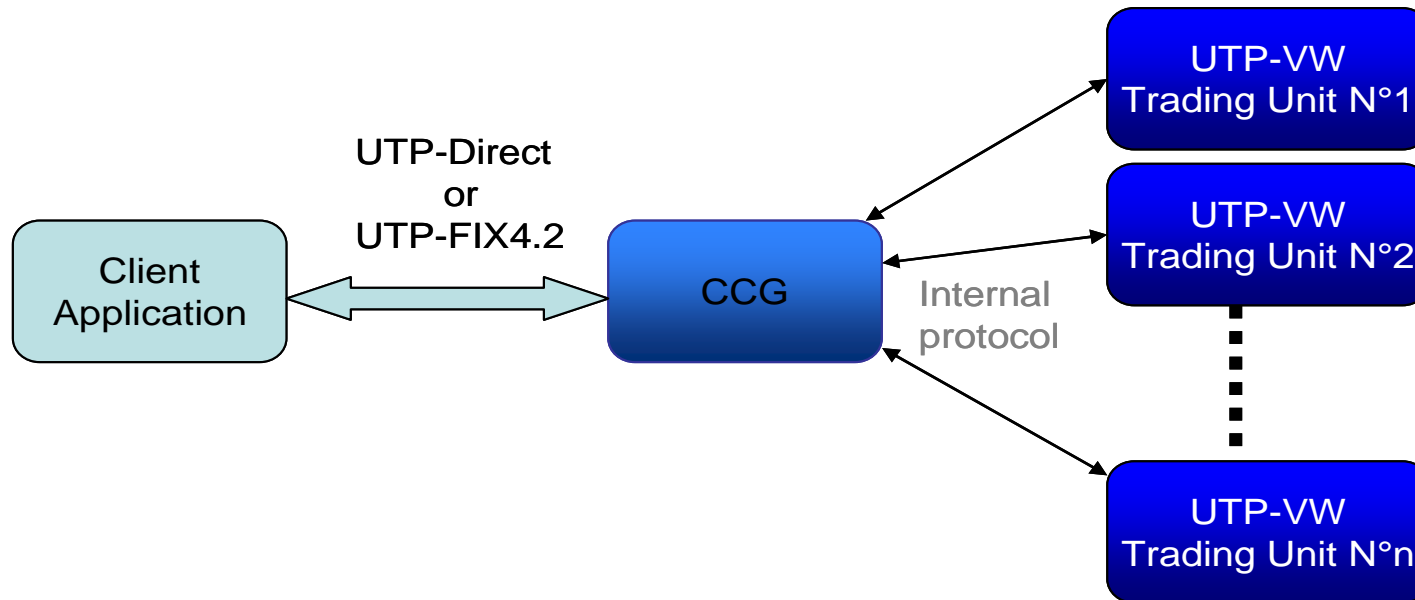 UTP-VW
Trading Unit N°1
UTP-Direct
or
UTP-FIX4.2
UTP-VW
Trading Unit N°2
Client
Application
CCG
Internal
protocol
UTP-VW
Trading Unit N°n